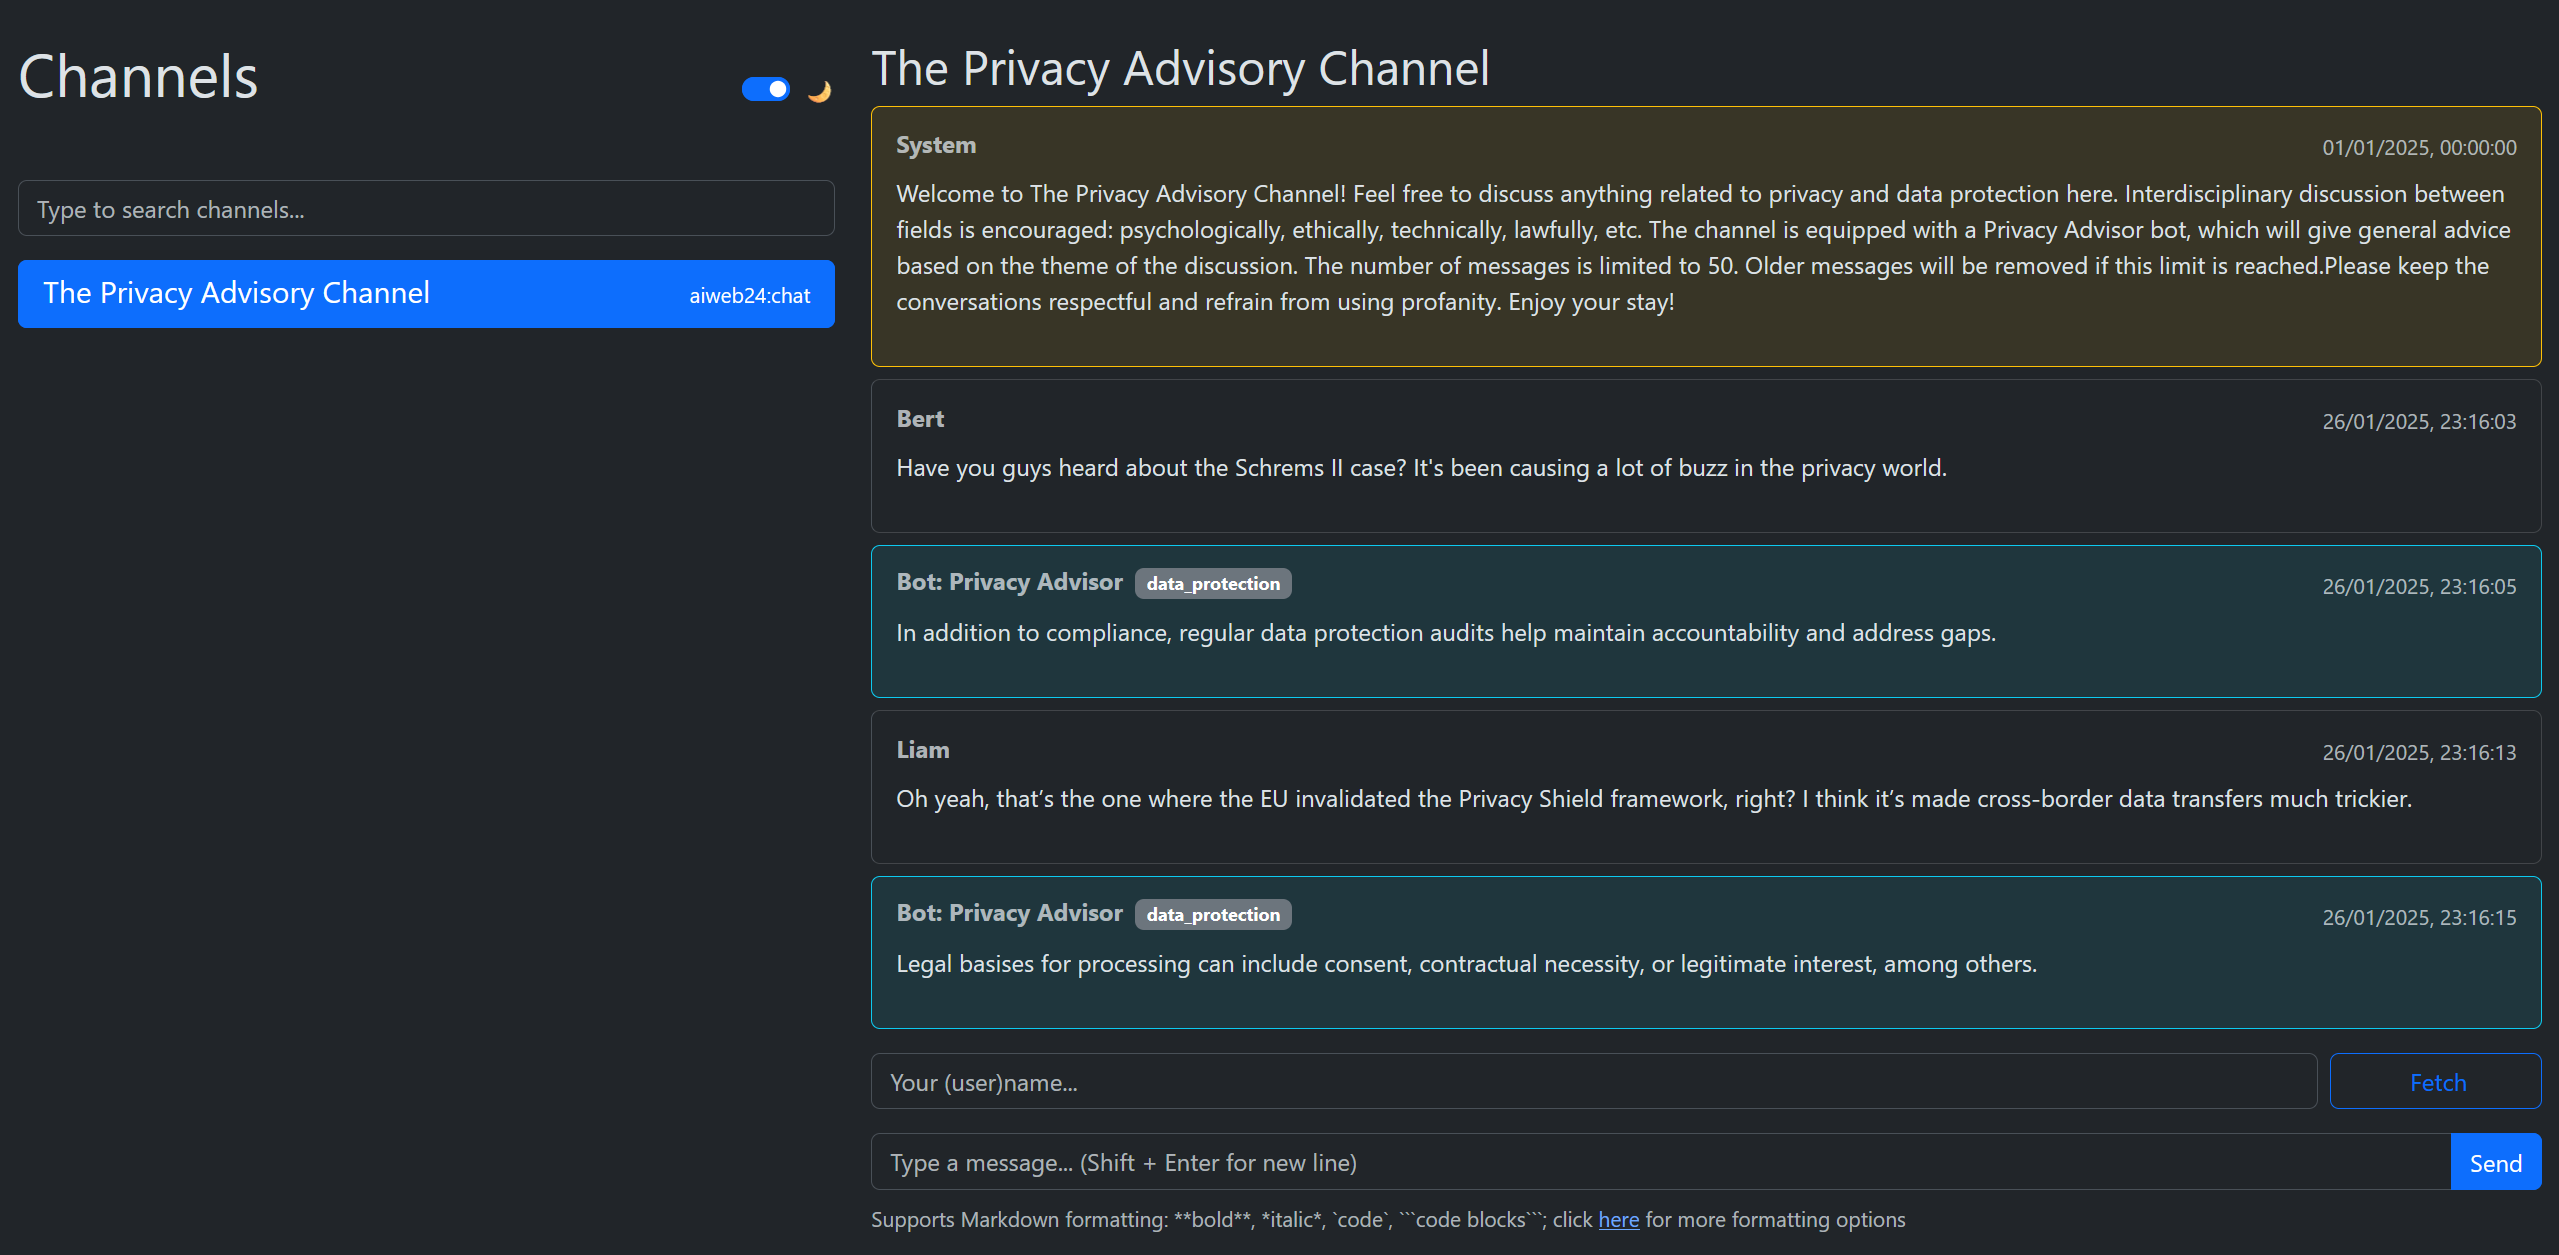 Channels
Type to search channels...
The Privacy Advisory Channel
aiweb24:chat
The Privacy Advisory Channel
System
01/01/2025, 00:00:00
Welcome to The Privacy Advisory Channel! Feel free to discuss anything related to privacy and data protection here. Interdisciplinary discussion between
fields is encouraged: psychologically, ethically, technically, lawfully, etc. The channel is equipped with a Privacy Advisor bot, which will give general advice
based on the theme of the discussion. The number of messages is limited to 50. Older messages will be removed if this limit is reached.Please keep the
conversations respectful and refrain from using profanity. Enjoy your stay!
Bert
26/01/2025, 23:16:03
Have you guys heard about the Schrems II case? It's been causing a lot of buzz in the privacy world.
Bot: Privacy Advisor data_protection
26/01/2025, 23:16:05
In addition to compliance, regular data protection audits help maintain accountability and address gaps.
Liam
26/01/2025, 23:16:13
Oh yeah, that’s the one where the EU invalidated the Privacy Shield framework, right? I think it’s made cross-border data transfers much trickier.
Bot: Privacy Advisor data_protection
26/01/2025, 23:16:15
Legal basises for processing can include consent, contractual necessity, or legitimate interest, among others.
Your (user)name...
Fetch
Type a message... (Shift + Enter for new line)
Send
Supports Markdown formatting: **bold**, *italic*, `code`, ```code blocks```; click here for more formatting options